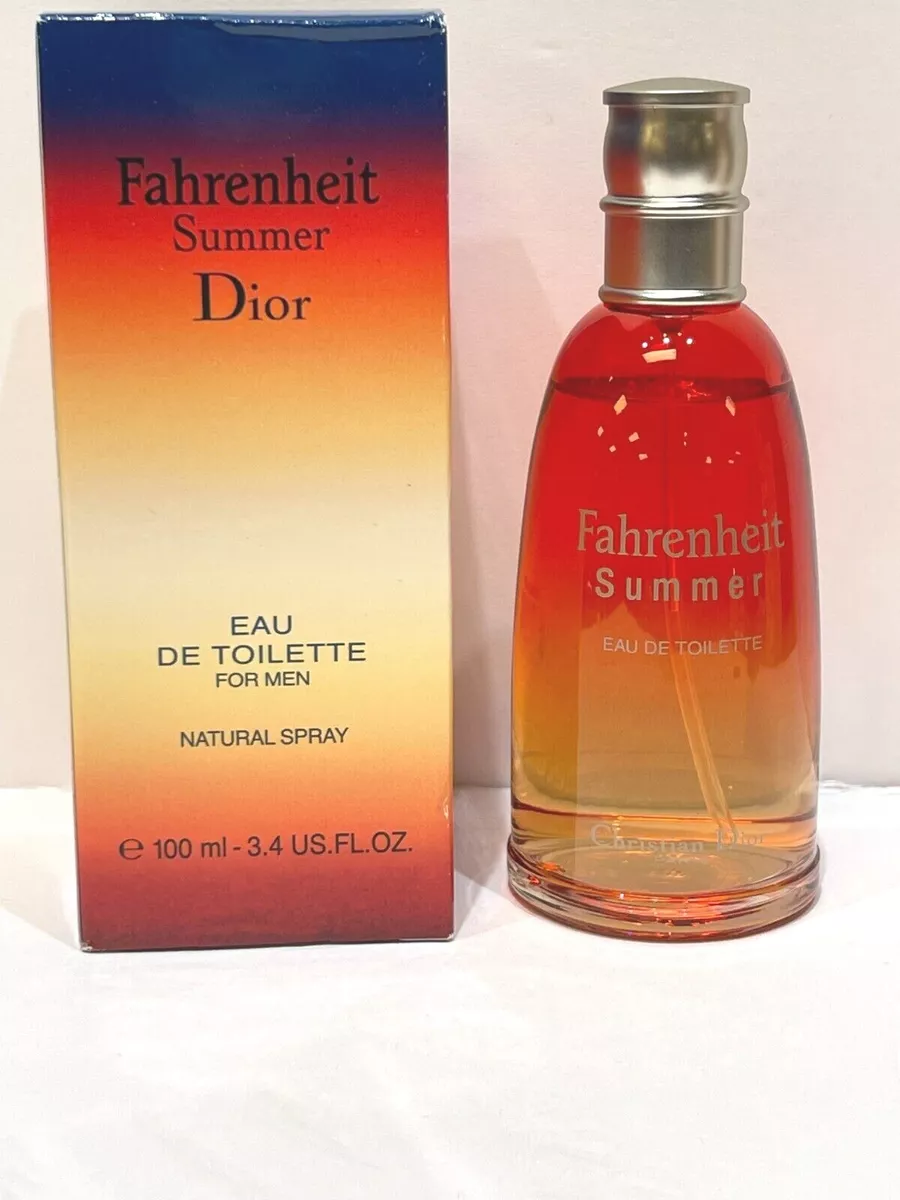 Fahrenheit
Summer
Dior
EAU
DE TOILETTE
FOR MEN
NATURAL SPRAY
℮ 100 ml - 3.4 US.FL.OZ.
Fahrenheit
Summer
EAU DE TOILETTE
Christian Dior